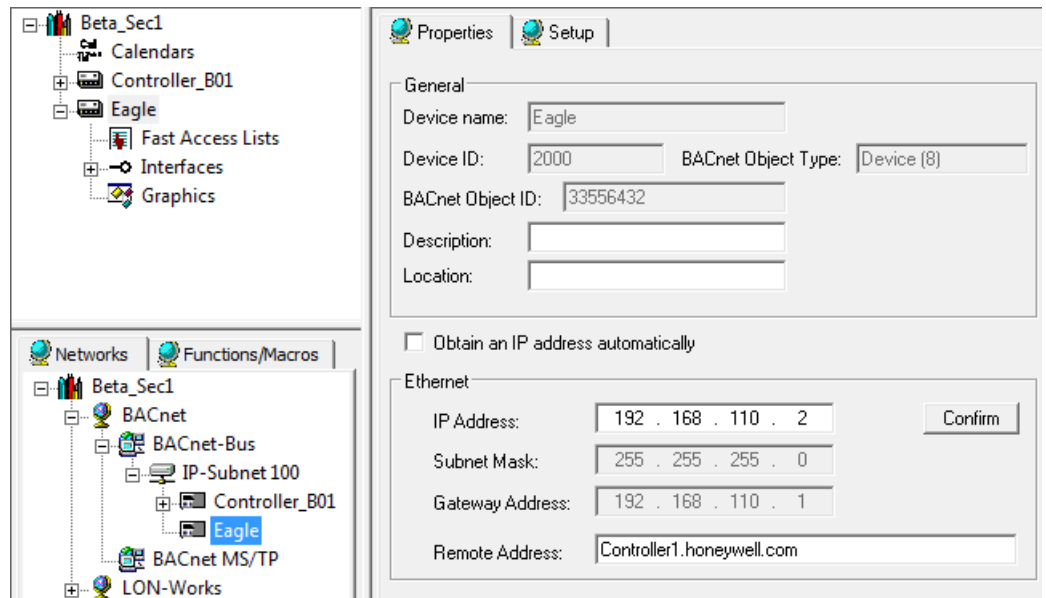 Beta_Sec1
Calendars
Controller_B01
Eagle
Fast Access Lists
Interfaces
Graphics
Networks Functions/Macros
Beta_Sec1
BACnet
BACnet-Bus
IP-Subnet 100
Controller_B01
Eagle
BACnet MS/TP
LON-Works
Properties Setup
General
Device name: Eagle
Device ID: 2000 BACnet Object Type: Device (8)
BACnet Object ID: 33556432
Description:
Location:
Obtain an IP address automatically
Ethernet
IP Address: 192 . 168 . 110 . 2 Confirm
Subnet Mask: 255 . 255 . 255 . 0
Gateway Address: 192 . 168 . 110 . 1
Remote Address: Controller1.honeywell.com